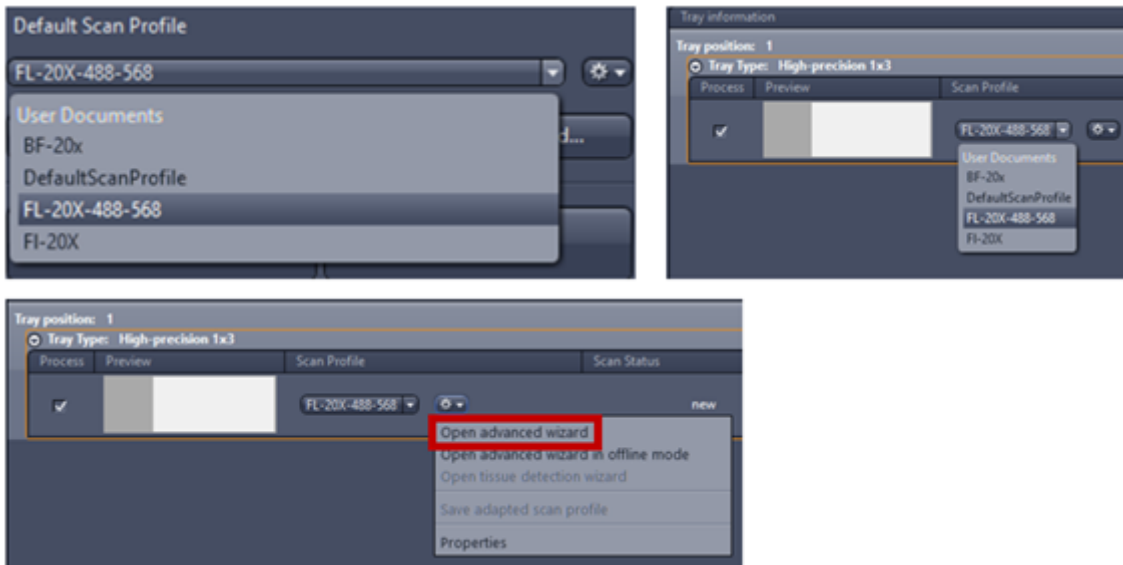 Default Scan Profile
FL-20X-488-568
User Documents
BF-20x
DefaultScanProfile
FL-20X-488-568
FI-20X
d...
Tray information
Tray position: 1
Tray Type: High-precision 1x3
Process Preview Scan Profile
FL-20X-488-568
User Documents
BF-20x
DefaultScanProfile
FL-20X-488-568
FI-20X
Tray position: 1
Tray Type: High-precision 1x3
Process Preview Scan Profile Scan Status
FL-20X-488-568 new
Open advanced wizard
Open advanced wizard in offline mode
Open tissue detection wizard
Save adapted scan profile
Properties